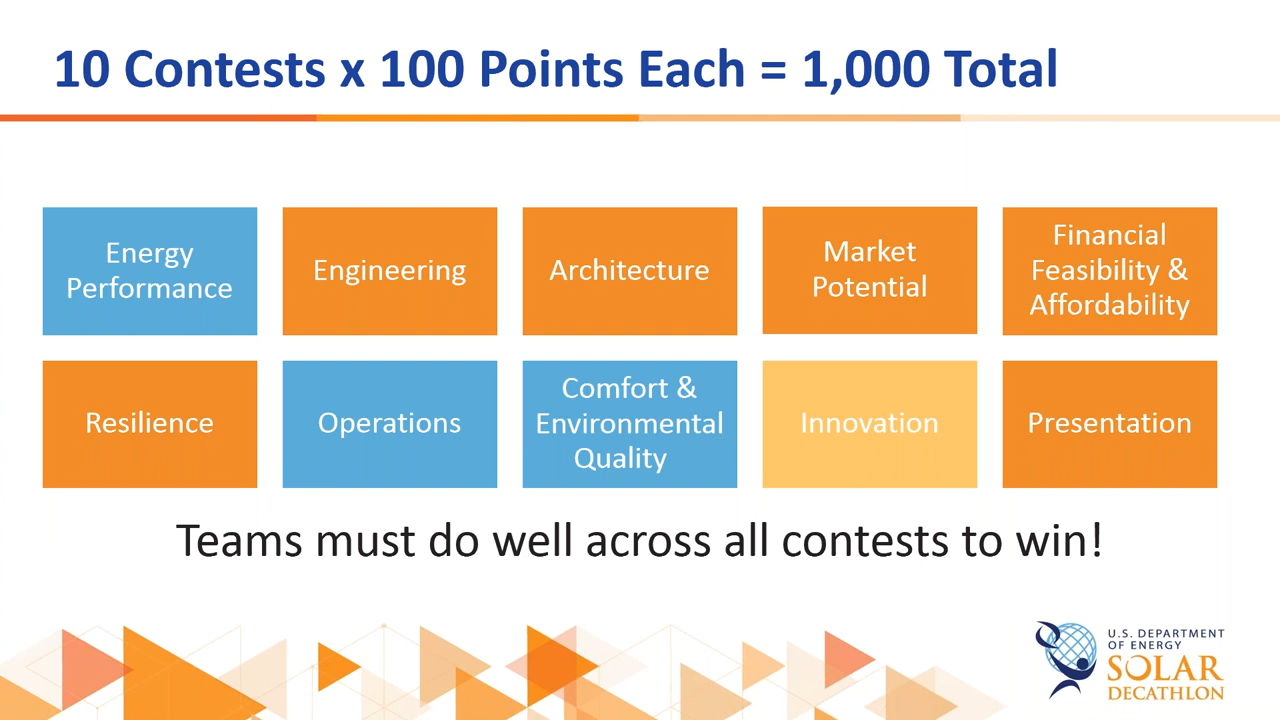 10 Contests x 100 Points Each = 1,000 Total
Energy
Performance
Engineering
Architecture
Market
Potential
Financial
Feasibility &
Affordability
Resilience
Operations
Comfort &
Environmental
Quality
Innovation
Presentation
Teams must do well across all contests to win!
U.S. DEPARTMENT
OF ENERGY
SOLAR
DECATHLON